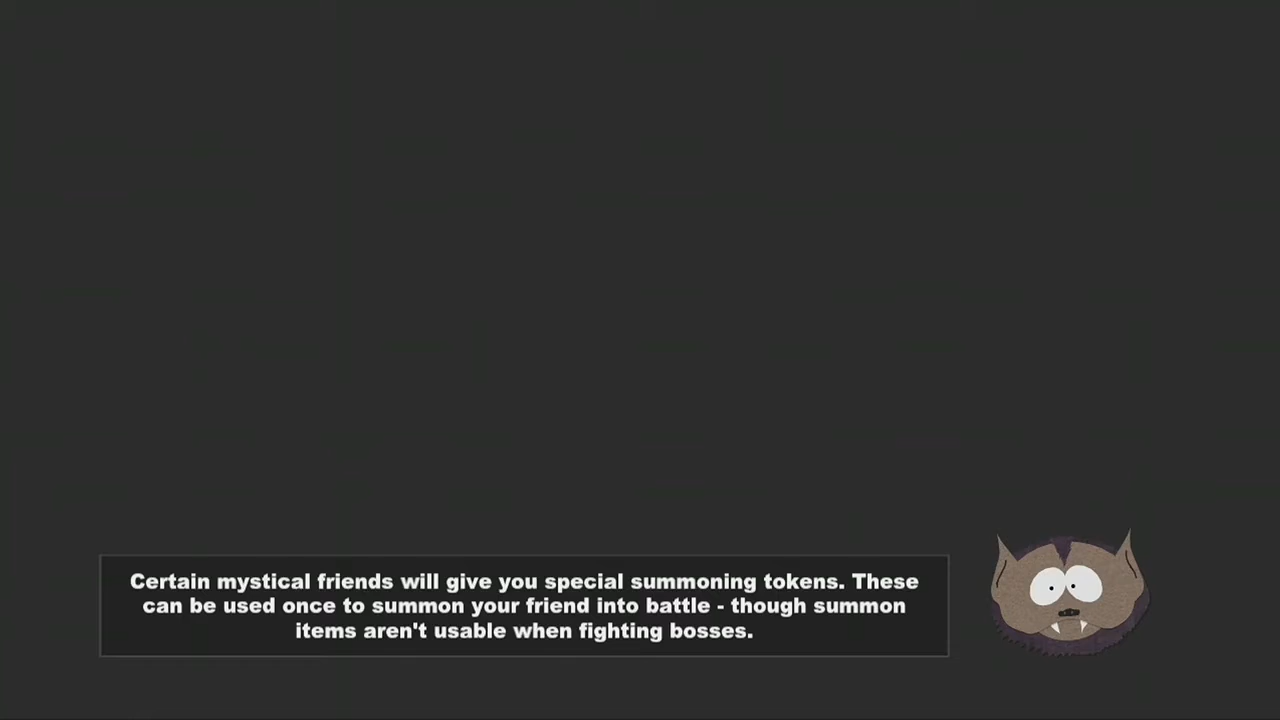 Certain mystical friends will give you special summoning tokens. These
can be used once to summon your friend into battle - though summon
items aren't usable when fighting bosses.